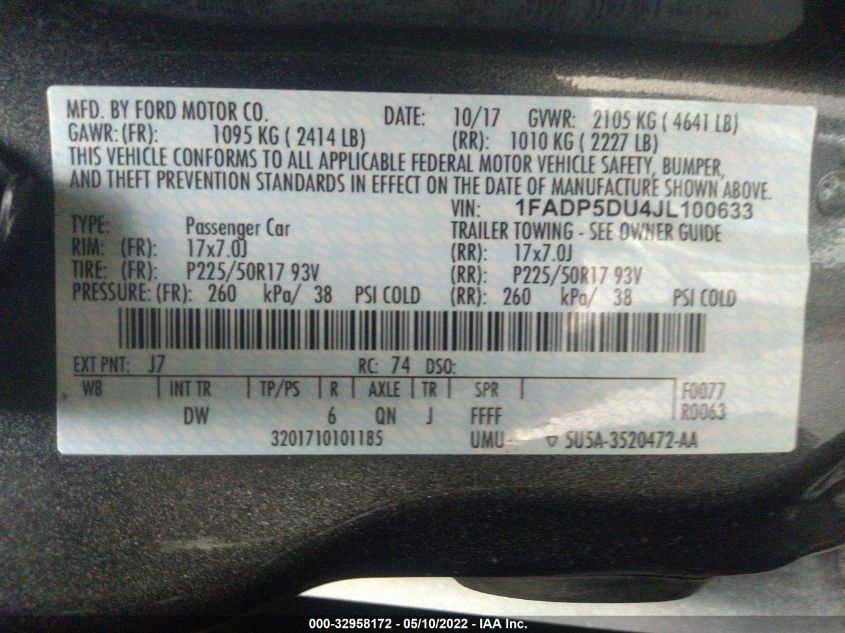 MFD. BY FORD MOTOR CO. DATE: 10/17 GVWR: 2105 KG ( 4641 LB)
GAWR: (FR): 1095 KG ( 2414 LB) (RR): 1010 KG ( 2227 LB)
THIS VEHICLE CONFORMS TO ALL APPLICABLE FEDERAL MOTOR VEHICLE SAFETY, BUMPER,
AND THEFT PREVENTION STANDARDS IN EFFECT ON THE DATE OF MANUFACTURE SHOWN ABOVE.
VIN: 1FADP5DU4JL100633
TYPE: Passenger Car TRAILER TOWING - SEE OWNER GUIDE
RIM: (FR): 17x7.0J (RR): 17x7.0J
TIRE: (FR): P225/50R17 93V (RR): P225/50R17 93V
PRESSURE: (FR): 260 kPa/ 38 PSI COLD (RR): 260 kPa/ 38 PSI COLD
EXT PNT: J7 RC: 74 DSO:
WB INT TR TP/PS R AXLE TR SPR F0077
DW 6 QN J FFFF R0063
3201710101185 UMU ▽ 5U5A-3520472-AA
000-32958172 - 05/10/2022 - IAA Inc.